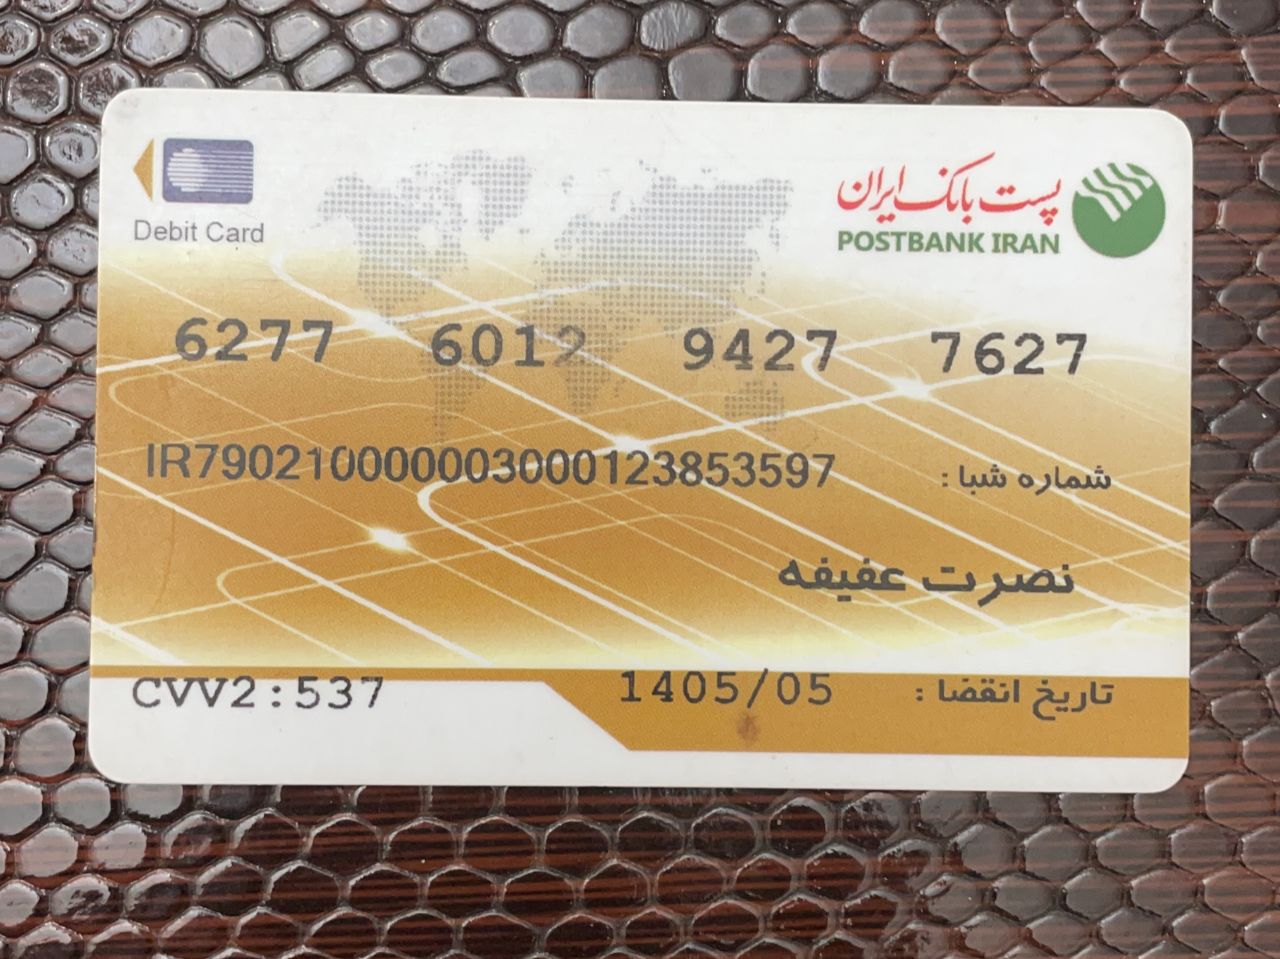 Debit Card
پست بانک ایران
POSTBANK IRAN
6277 6012 9427 7627
شماره شبا : IR790210000003000123853597
نصرت عفیفه
تاریخ انقضا : 1405/05
CVV2:537